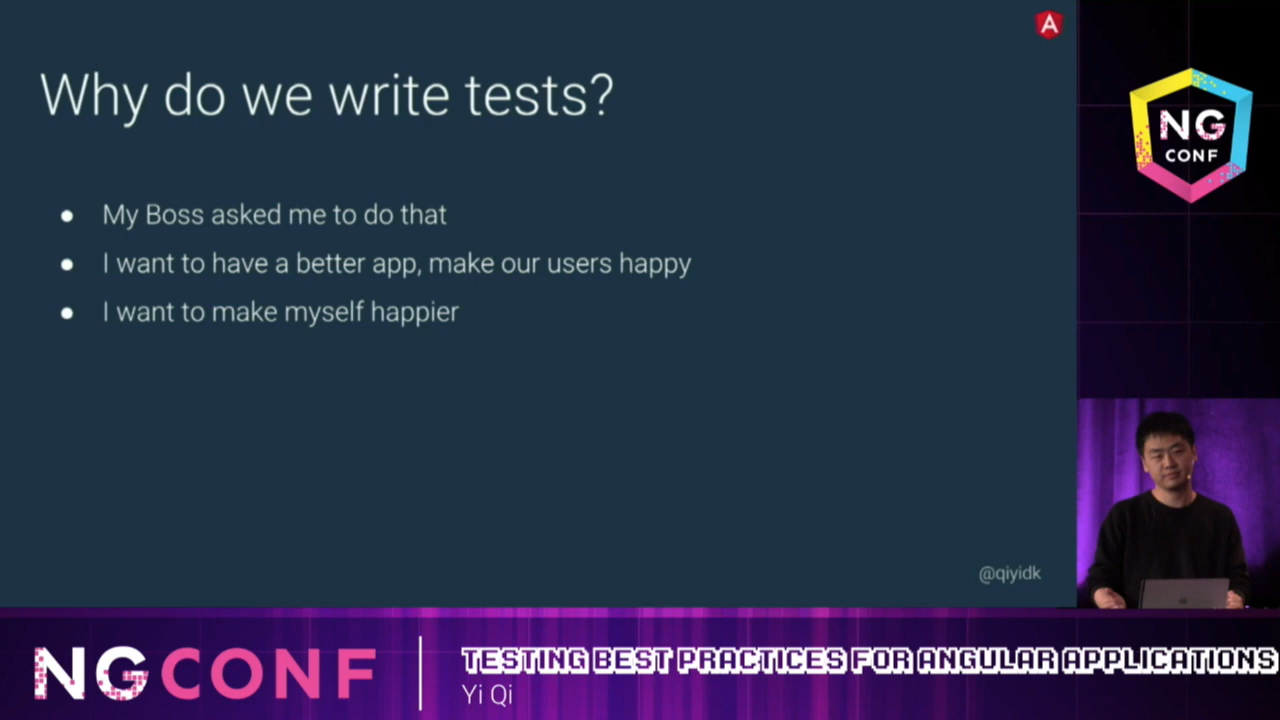 A
Why do we write tests?
● My Boss asked me to do that
● I want to have a better app, make our users happy
● I want to make myself happier
@qiyidk
NG
CONF
NG CONF
TESTING BEST PRACTICES FOR ANGULAR APPLICATIONS
Yi Qi